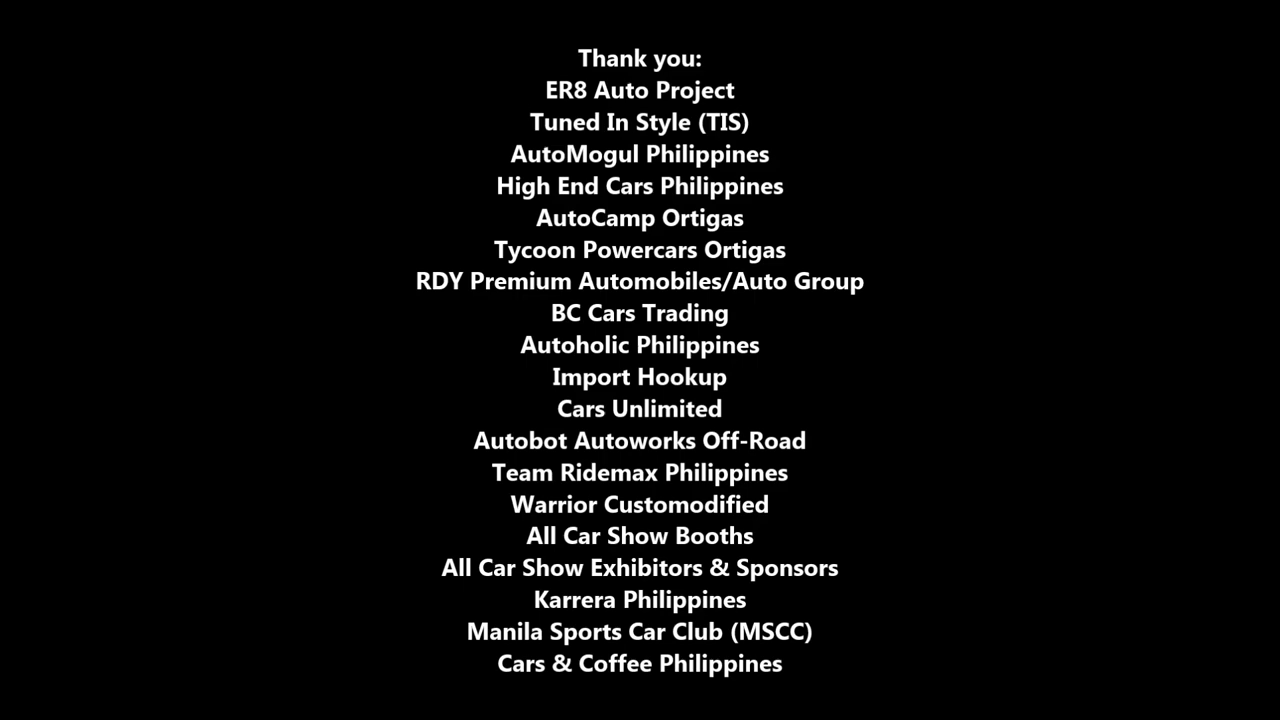 Thank you:
ER8 Auto Project
Tuned In Style (TIS)
AutoMogul Philippines
High End Cars Philippines
AutoCamp Ortigas
Tycoon Powercars Ortigas
RDY Premium Automobiles/Auto Group
BC Cars Trading
Autoholic Philippines
Import Hookup
Cars Unlimited
Autobot Autoworks Off-Road
Team Ridemax Philippines
Warrior Customodified
All Car Show Booths
All Car Show Exhibitors & Sponsors
Karrera Philippines
Manila Sports Car Club (MSCC)
Cars & Coffee Philippines